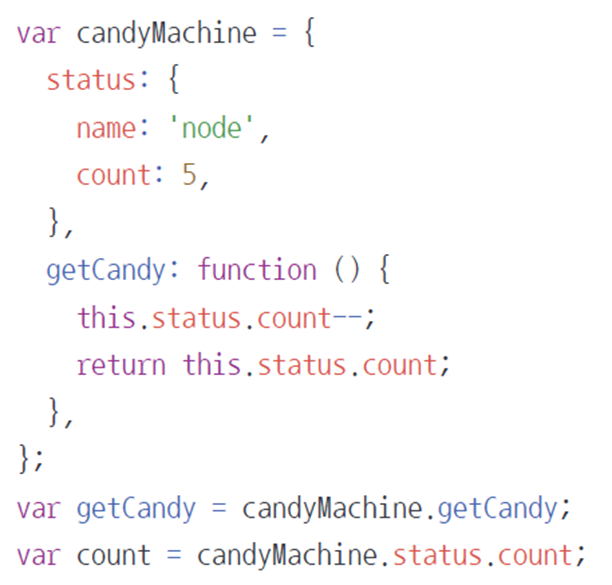 var candyMachine = {
  status: {
    name: 'node',
    count: 5,
  },
  getCandy: function () {
    this.status.count--;
    return this.status.count;
  },
};
var getCandy = candyMachine.getCandy;
var count = candyMachine.status.count;